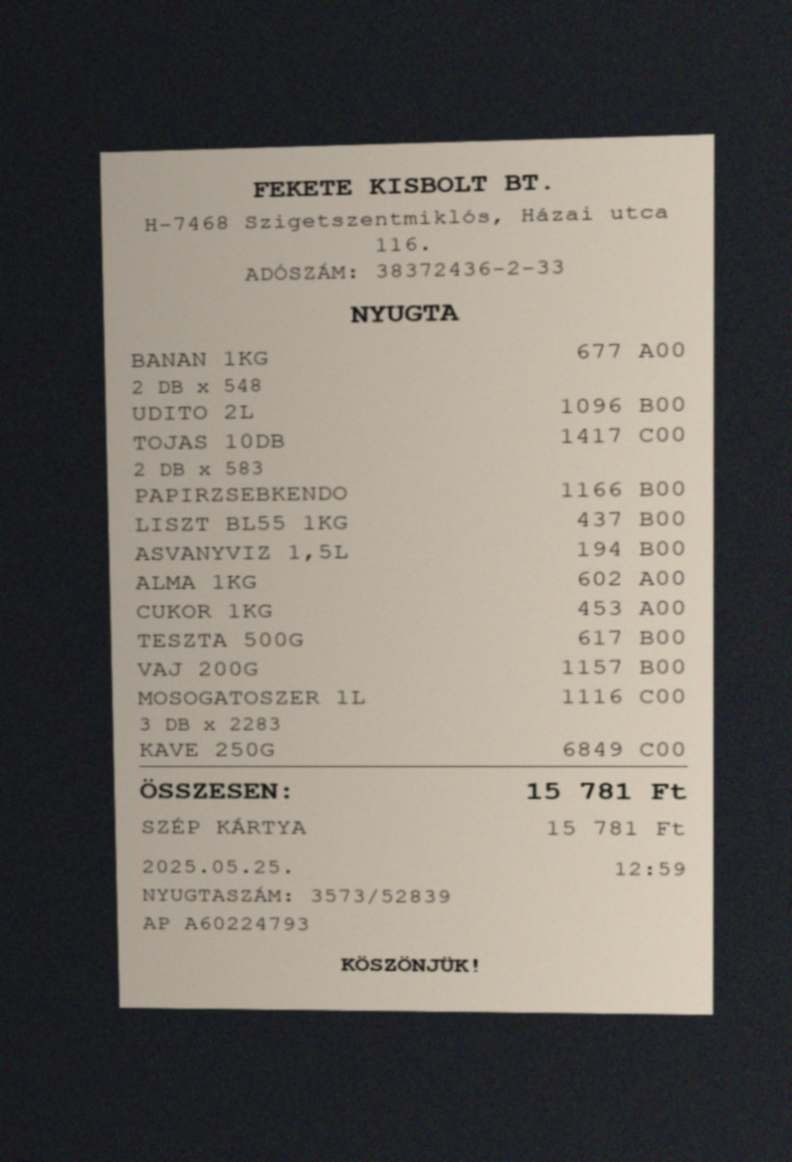 FEKETE KISBOLT BT.
H-7468 Szigetszentmiklós, Házai utca
116.
ADÓSZÁM: 38372436-2-33
NYUGTA
BANAN 1KG 677 A00
2 DB x 548
UDITO 2L 1096 B00
TOJAS 10DB 1417 C00
2 DB x 583
PAPIRZSEBKENDO 1166 B00
LISZT BL55 1KG 437 B00
ASVANYVIZ 1,5L 194 B00
ALMA 1KG 602 A00
CUKOR 1KG 453 A00
TESZTA 500G 617 B00
VAJ 200G 1157 B00
MOSOGATOSZER 1L 1116 C00
3 DB x 2283
KAVE 250G 6849 C00
ÖSSZESEN: 15 781 Ft
SZÉP KÁRTYA 15 781 Ft
2025.05.25. 12:59
NYUGTASZÁM: 3573/52839
AP A60224793
KÖSZÖNJÜK!